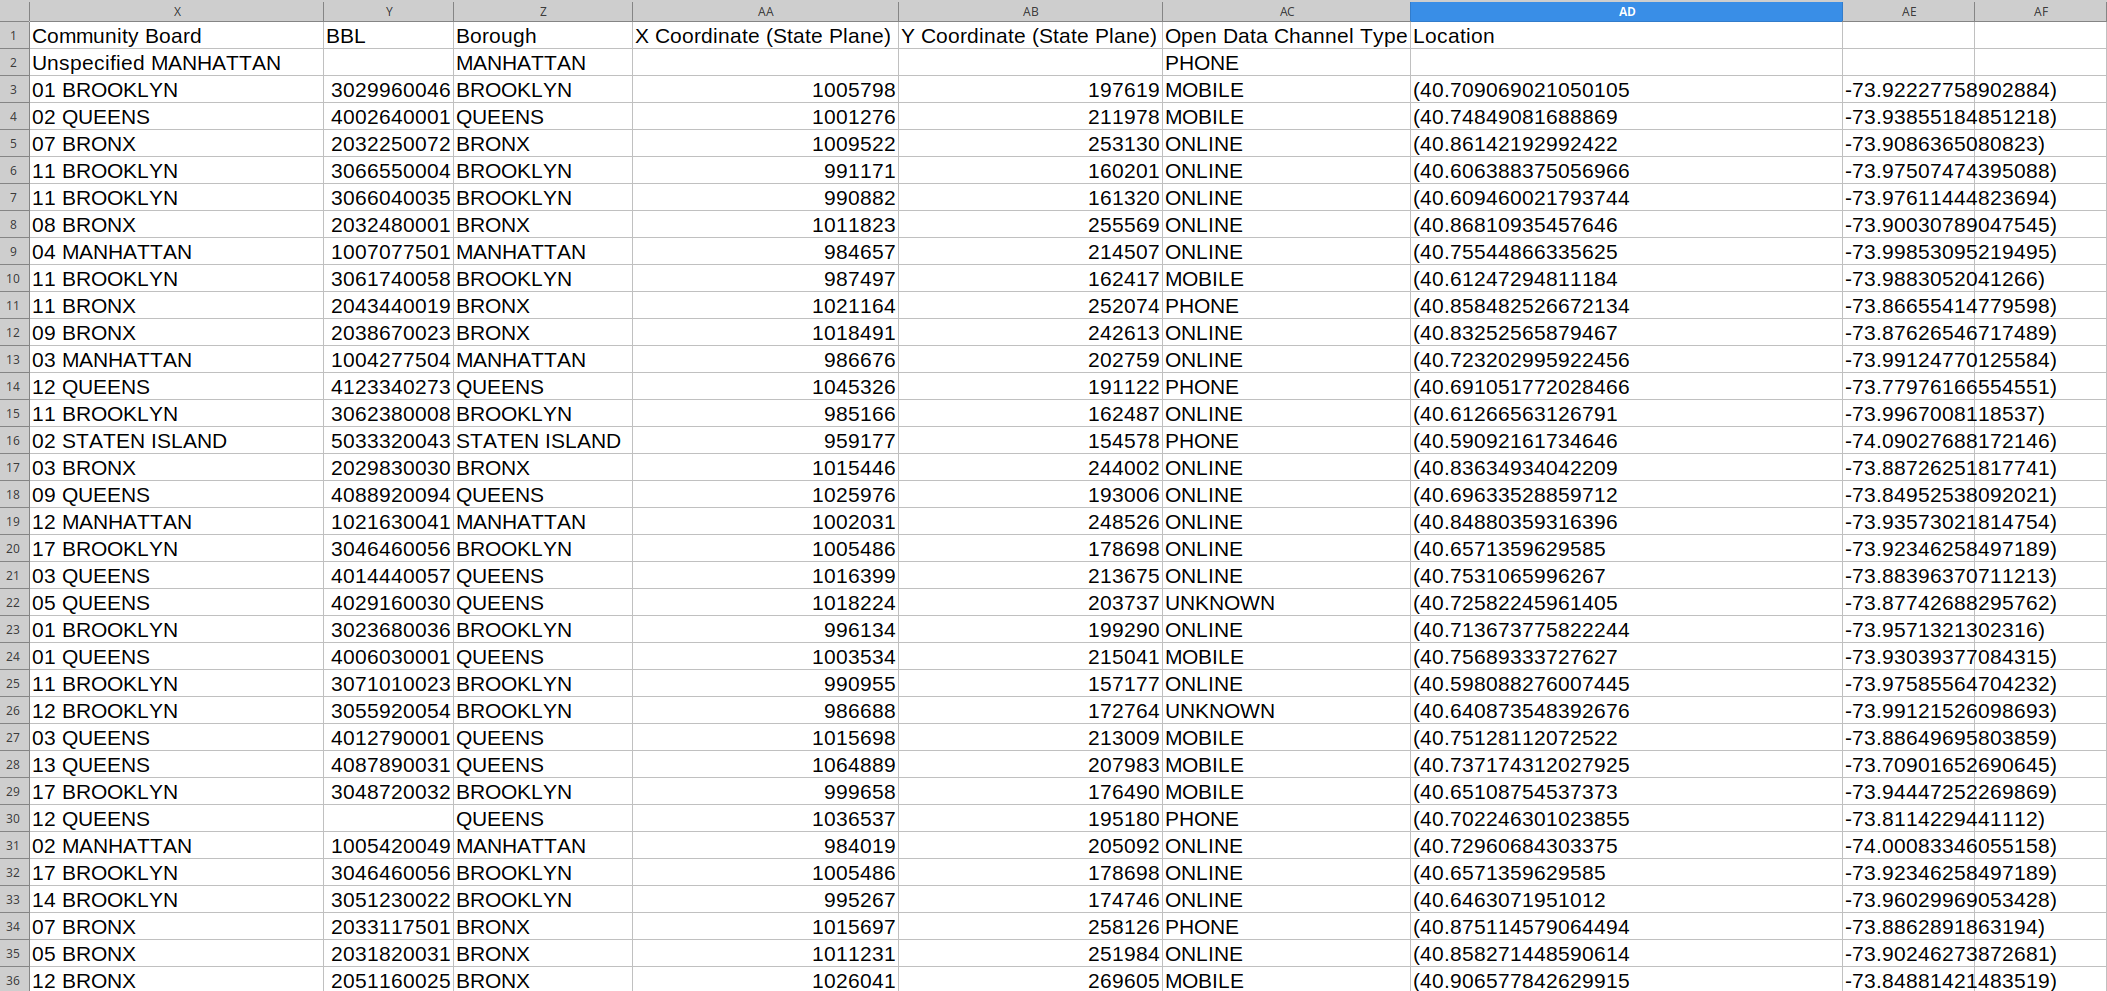 X Y Z AA AB AC AD AE AF
1 Community Board BBL Borough X Coordinate (State Plane) Y Coordinate (State Plane) Open Data Channel Type Location
2 Unspecified MANHATTAN MANHATTAN PHONE
3 01 BROOKLYN 3029960046 BROOKLYN 1005798 197619 MOBILE (40.709069021050105 -73.92227758902884)
4 02 QUEENS 4002640001 QUEENS 1001276 211978 MOBILE (40.74849081688869 -73.93855184851218)
5 07 BRONX 2032250072 BRONX 1009522 253130 ONLINE (40.86142192992422 -73.9086365080823)
6 11 BROOKLYN 3066550004 BROOKLYN 991171 160201 ONLINE (40.606388375056966 -73.97507474395088)
7 11 BROOKLYN 3066040035 BROOKLYN 990882 161320 ONLINE (40.609460021793744 -73.97611444823694)
8 08 BRONX 2032480001 BRONX 1011823 255569 ONLINE (40.86810935457646 -73.90030789047545)
9 04 MANHATTAN 1007077501 MANHATTAN 984657 214507 ONLINE (40.75544866335625 -73.99853095219495)
10 11 BROOKLYN 3061740058 BROOKLYN 987497 162417 MOBILE (40.61247294811184 -73.9883052041266)
11 11 BRONX 2043440019 BRONX 1021164 252074 PHONE (40.858482526672134 -73.86655414779598)
12 09 BRONX 2038670023 BRONX 1018491 242613 ONLINE (40.83252565879467 -73.87626546717489)
13 03 MANHATTAN 1004277504 MANHATTAN 986676 202759 ONLINE (40.723202995922456 -73.99124770125584)
14 12 QUEENS 4123340273 QUEENS 1045326 191122 PHONE (40.691051772028466 -73.77976166554551)
15 11 BROOKLYN 3062380008 BROOKLYN 985166 162487 ONLINE (40.61266563126791 -73.9967008118537)
16 02 STATEN ISLAND 5033320043 STATEN ISLAND 959177 154578 PHONE (40.59092161734646 -74.09027688172146)
17 03 BRONX 2029830030 BRONX 1015446 244002 ONLINE (40.83634934042209 -73.88726251817741)
18 09 QUEENS 4088920094 QUEENS 1025976 193006 ONLINE (40.69633528859712 -73.84952538092021)
19 12 MANHATTAN 1021630041 MANHATTAN 1002031 248526 ONLINE (40.84880359316396 -73.93573021814754)
20 17 BROOKLYN 3046460056 BROOKLYN 1005486 178698 ONLINE (40.6571359629585 -73.92346258497189)
21 03 QUEENS 4014440057 QUEENS 1016399 213675 ONLINE (40.7531065996267 -73.88396370711213)
22 05 QUEENS 4029160030 QUEENS 1018224 203737 UNKNOWN (40.72582245961405 -73.87742688295762)
23 01 BROOKLYN 3023680036 BROOKLYN 996134 199290 ONLINE (40.713673775822244 -73.9571321302316)
24 01 QUEENS 4006030001 QUEENS 1003534 215041 MOBILE (40.75689333727627 -73.93039377084315)
25 11 BROOKLYN 3071010023 BROOKLYN 990955 157177 ONLINE (40.598088276007445 -73.97585564704232)
26 12 BROOKLYN 3055920054 BROOKLYN 986688 172764 UNKNOWN (40.640873548392676 -73.99121526098693)
27 03 QUEENS 4012790001 QUEENS 1015698 213009 MOBILE (40.75128112072522 -73.88649695803859)
28 13 QUEENS 4087890031 QUEENS 1064889 207983 MOBILE (40.737174312027925 -73.70901652690645)
29 17 BROOKLYN 3048720032 BROOKLYN 999658 176490 MOBILE (40.65108754537373 -73.94447252269869)
30 12 QUEENS QUEENS 1036537 195180 PHONE (40.702246301023855 -73.8114229441112)
31 02 MANHATTAN 1005420049 MANHATTAN 984019 205092 ONLINE (40.72960684303375 -74.00083346055158)
32 17 BROOKLYN 3046460056 BROOKLYN 1005486 178698 ONLINE (40.6571359629585 -73.92346258497189)
33 14 BROOKLYN 3051230022 BROOKLYN 995267 174746 ONLINE (40.6463071951012 -73.96029969053428)
34 07 BRONX 2033117501 BRONX 1015697 258126 PHONE (40.875114579064494 -73.8862891863194)
35 05 BRONX 2031820031 BRONX 1011231 251984 ONLINE (40.858271448590614 -73.90246273872681)
36 12 BRONX 2051160025 BRONX 1026041 269605 MOBILE (40.906577842629915 -73.84881421483519)